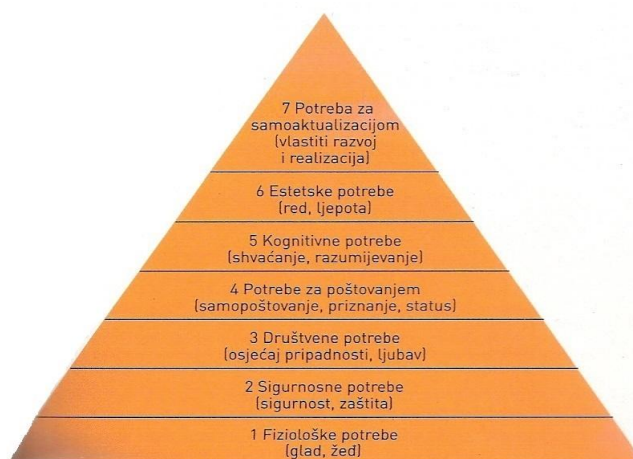 7 Potreba za
samoaktualizacijom
(vlastiti razvoj
i realizacija)
6 Estetske potrebe
(red, ljepota)
5 Kognitivne potrebe
(shvaćanje, razumijevanje)
4 Potrebe za poštovanjem
(samopoštovanje, priznanje, status)
3 Društvene potrebe
(osjećaj pripadnosti, ljubav)
2 Sigurnosne potrebe
(sigurnost, zaštita)
1 Fiziološke potrebe
(glad, žeđ)